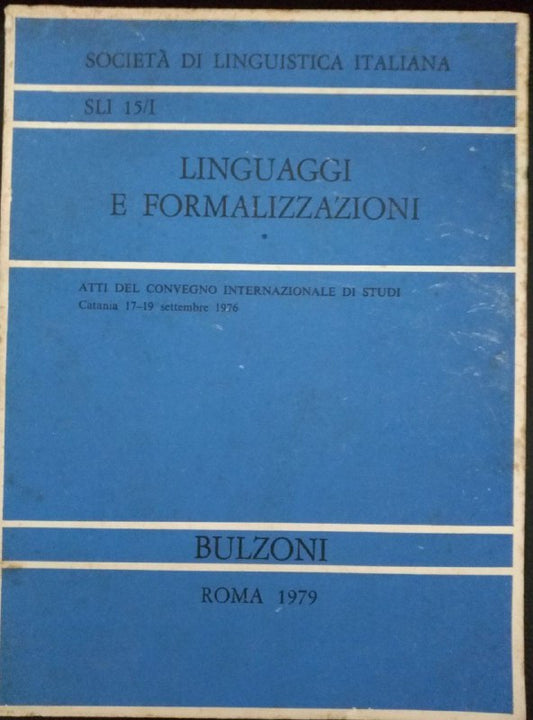 SOCIETÀ DI LINGUISTICA ITALIANA
SLI 15/I
LINGUAGGI
E FORMALIZZAZIONI
*
ATTI DEL CONVEGNO INTERNAZIONALE DI STUDI
Catania 17-19 settembre 1976
BULZONI
ROMA 1979